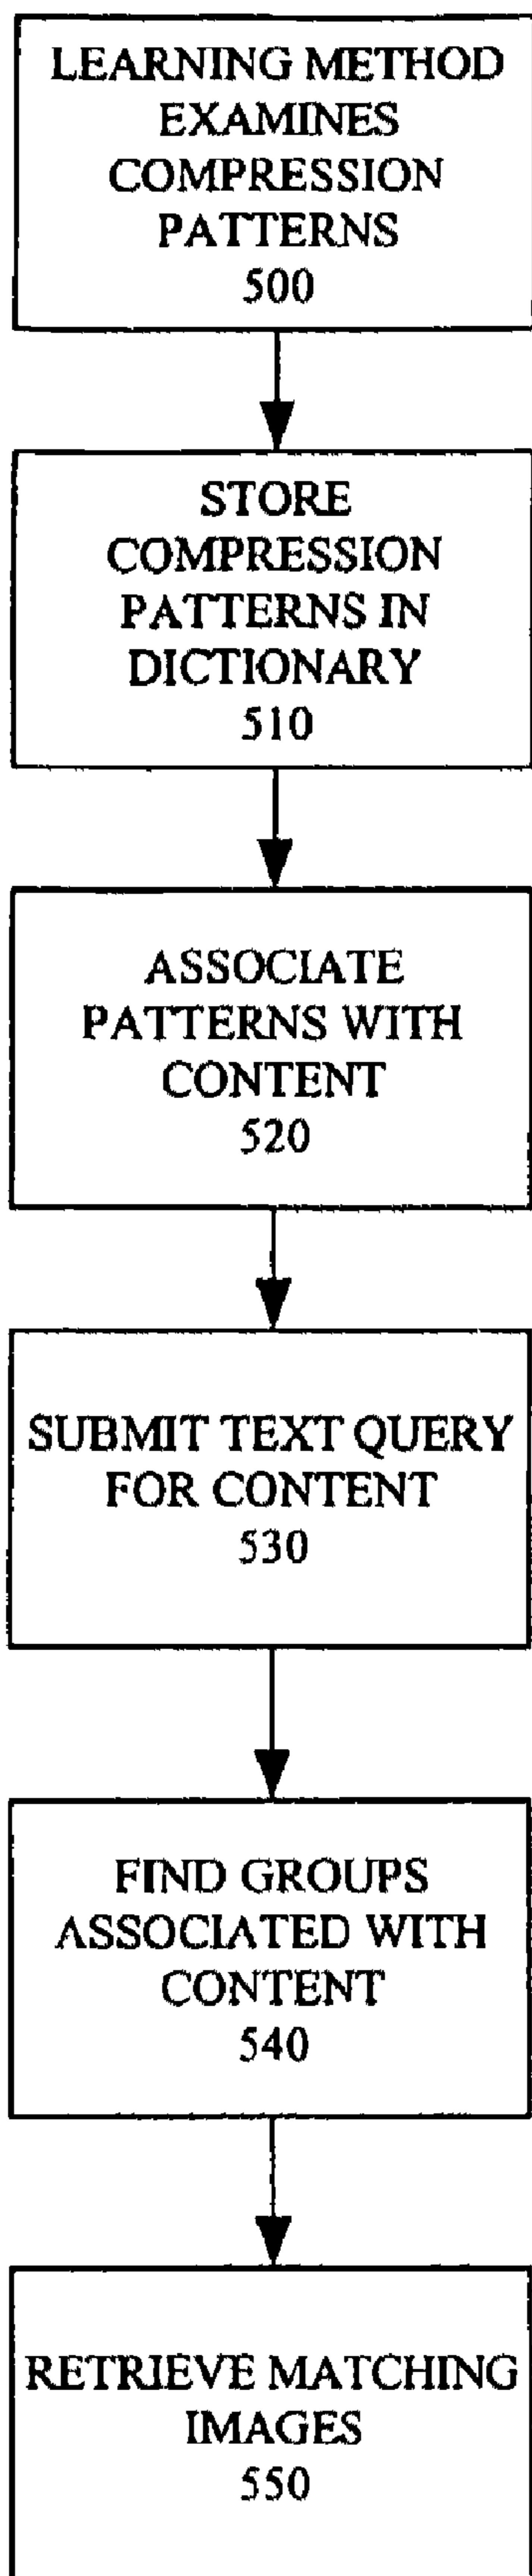 LEARNING METHOD
EXAMINES
COMPRESSION
PATTERNS
500
STORE
COMPRESSION
PATTERNS IN
DICTIONARY
510
ASSOCIATE
PATTERNS WITH
CONTENT
520
SUBMIT TEXT QUERY
FOR CONTENT
530
FIND GROUPS
ASSOCIATED WITH
CONTENT
540
RETRIEVE MATCHING
IMAGES
550